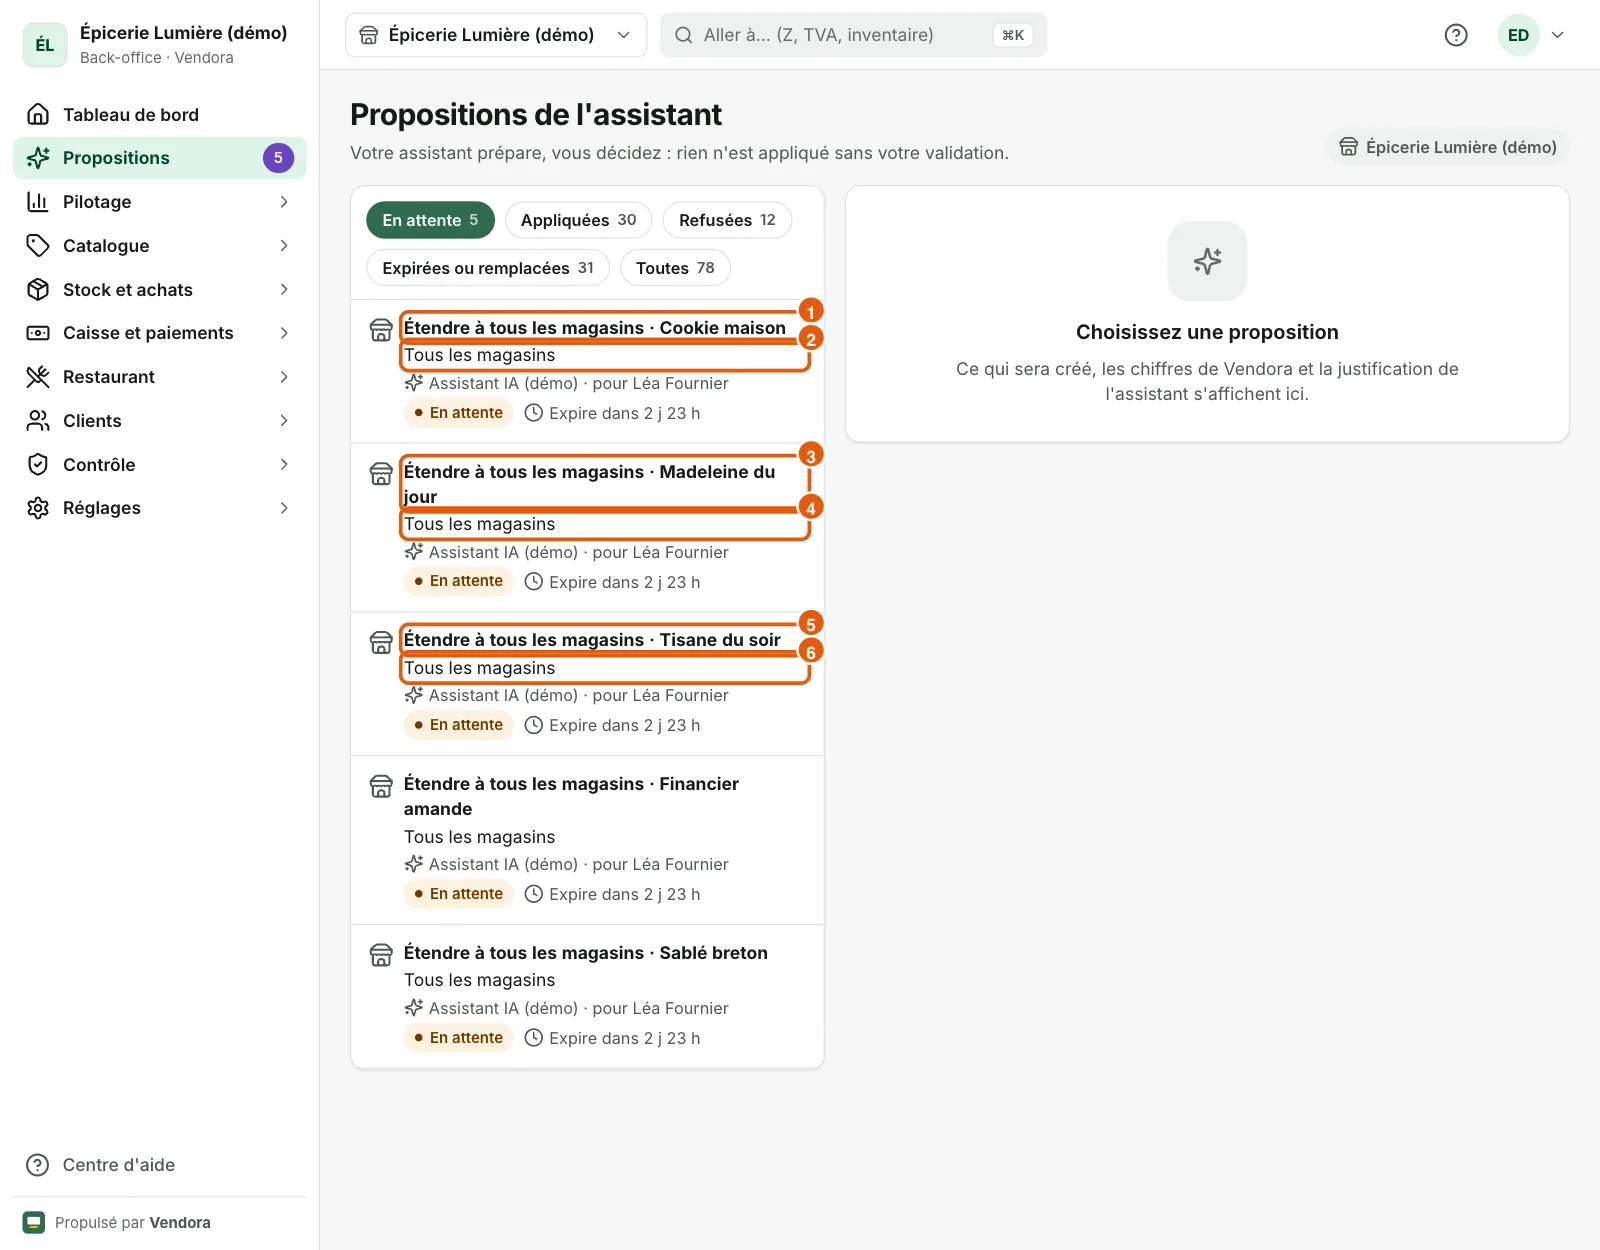 ÉL
Épicerie Lumière (démo)
Back-office · Vendora
Tableau de bord
Propositions 5
Pilotage
Catalogue
Stock et achats
Caisse et paiements
Restaurant
Clients
Contrôle
Réglages
Centre d'aide
Propulsé par Vendora
Épicerie Lumière (démo)
Aller à... (Z, TVA, inventaire) ⌘K
ED
Propositions de l'assistant
Votre assistant prépare, vous décidez : rien n'est appliqué sans votre validation.
Épicerie Lumière (démo)
En attente 5
Appliquées 30
Refusées 12
Expirées ou remplacées 31
Toutes 78
1
Étendre à tous les magasins · Cookie maison
2
Tous les magasins
Assistant IA (démo) · pour Léa Fournier
En attente
Expire dans 2 j 23 h
3
Étendre à tous les magasins · Madeleine du
jour
4
Tous les magasins
Assistant IA (démo) · pour Léa Fournier
En attente
Expire dans 2 j 23 h
5
Étendre à tous les magasins · Tisane du soir
6
Tous les magasins
Assistant IA (démo) · pour Léa Fournier
En attente
Expire dans 2 j 23 h
Étendre à tous les magasins · Financier
amande
Tous les magasins
Assistant IA (démo) · pour Léa Fournier
En attente
Expire dans 2 j 23 h
Étendre à tous les magasins · Sablé breton
Tous les magasins
Assistant IA (démo) · pour Léa Fournier
En attente
Expire dans 2 j 23 h
Choisissez une proposition
Ce qui sera créé, les chiffres de Vendora et la justification de
l'assistant s'affichent ici.